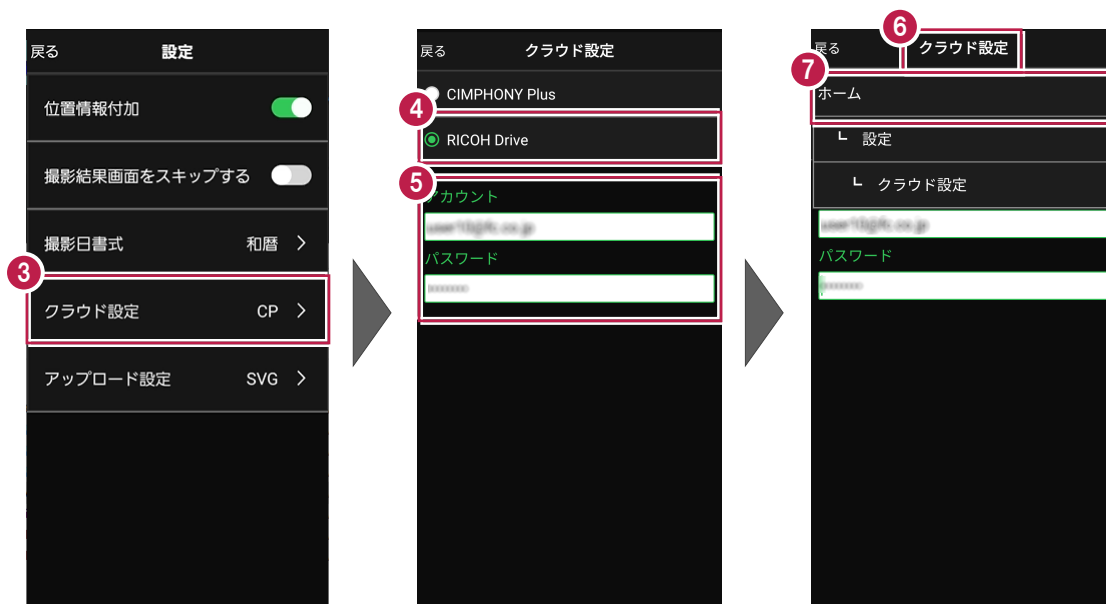 戻る 設定
位置情報付加
撮影結果画面をスキップする
撮影日書式 和暦
3
クラウド設定 CP
アップロード設定 SVG
戻る クラウド設定
CIMPHONY Plus
4
RICOH Drive
5
アカウント
パスワード
6
戻る クラウド設定
7
ホーム
└ 設定
└ クラウド設定
パスワード